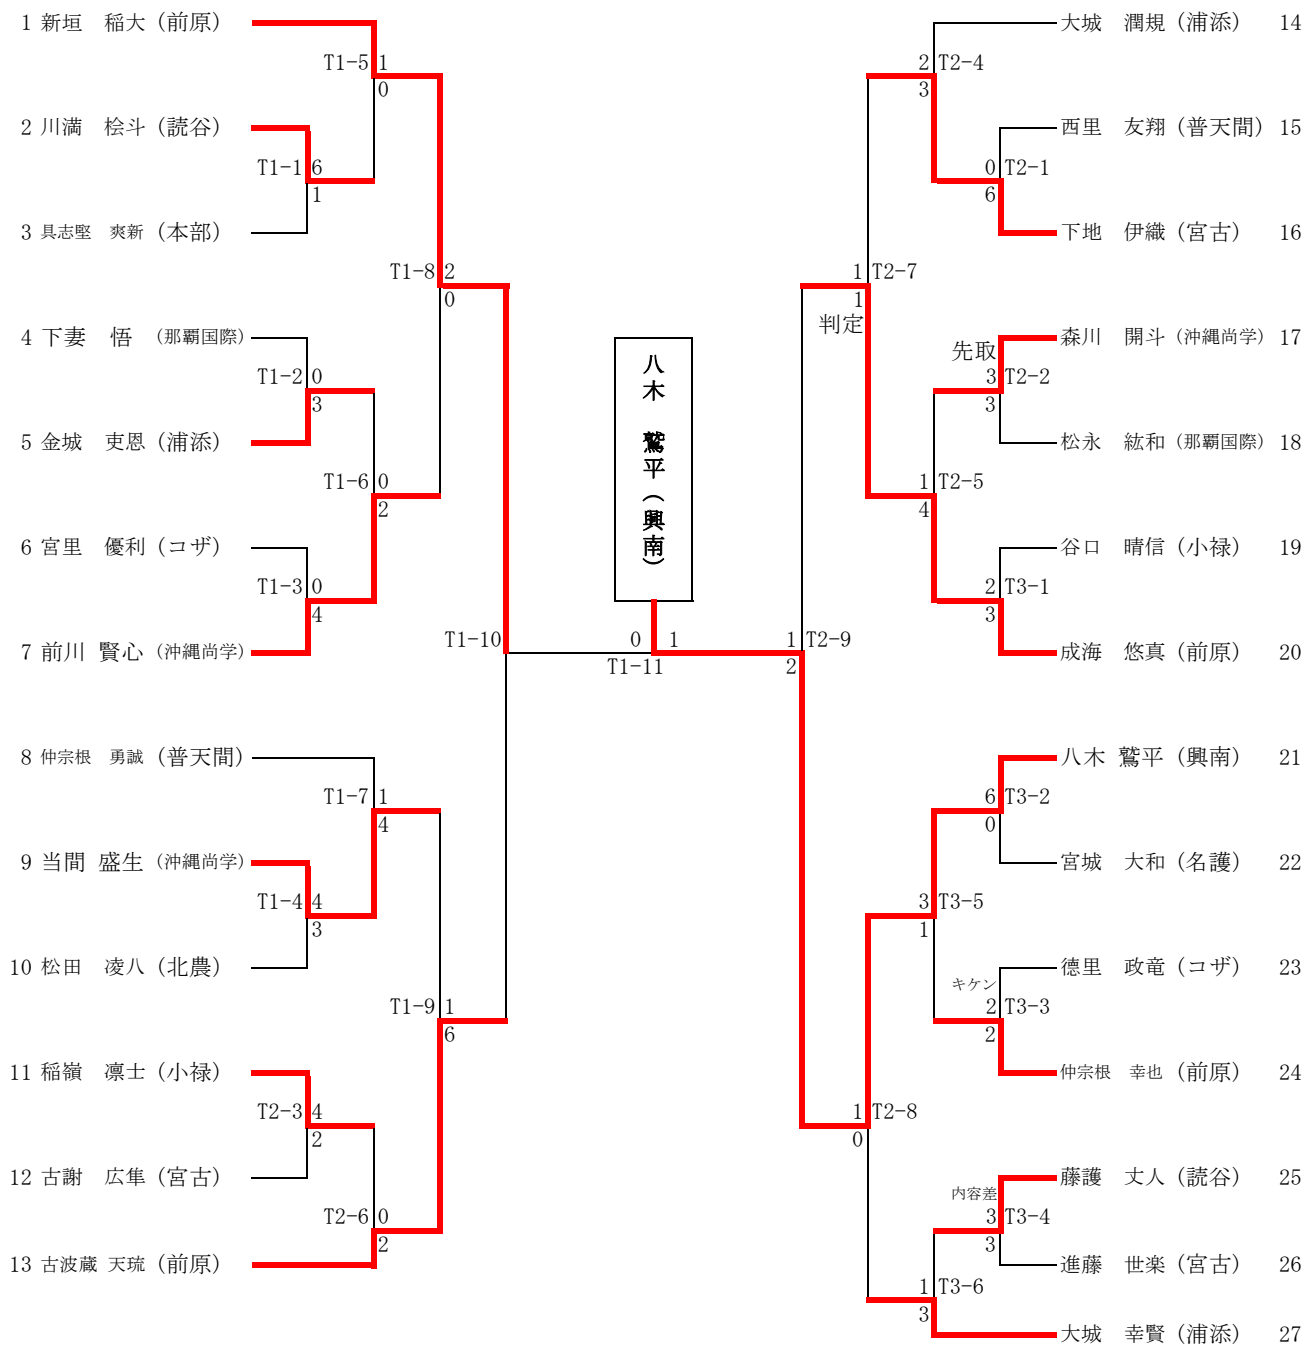 1 新垣　稲大（前原）
T1-5 1
0
2 川満　桧斗（読谷）
T1-1 6
1
3 具志堅　爽新（本部）
T1-8 2
0
4 下妻　悟（那覇国際）
T1-2 0
3
5 金城　吏恩（浦添）
T1-6 0
2
6 宮里　優利（コザ）
T1-3 0
4
7 前川 賢心（沖縄尚学）
T1-10
8 仲宗根　勇誠（普天間）
T1-7 1
4
9 当間 盛生（沖縄尚学）
T1-4 4
3
10 松田　凌八（北農）
T1-9 1
6
11 稲嶺　凛士（小禄）
T2-3 4
2
12 古謝　広隼（宮古）
T2-6 0
2
13 古波蔵 天琉（前原）
八木　鷲平（興南）
0 1
T1-11
大城　潤規（浦添） 14
2 T2-4
3
西里　友翔（普天間） 15
0 T2-1
6
下地　伊織（宮古） 16
1 T2-7
1
判定
森川　開斗（沖縄尚学） 17
先取
3 T2-2
3
松永　紘和（那覇国際） 18
1 T2-5
4
谷口　晴信（小禄） 19
2 T3-1
3
成海　悠真（前原） 20
1 T2-9
2
八木 鷲平（興南） 21
6 T3-2
0
宮城　大和（名護） 22
3 T3-5
1
德里　政竜（コザ） 23
キケン
2 T3-3
2
仲宗根　幸也（前原） 24
1 T2-8
0
藤護　丈人（読谷） 25
内容差
3 T3-4
3
進藤　世楽（宮古） 26
1 T3-6
3
大城　幸賢（浦添） 27